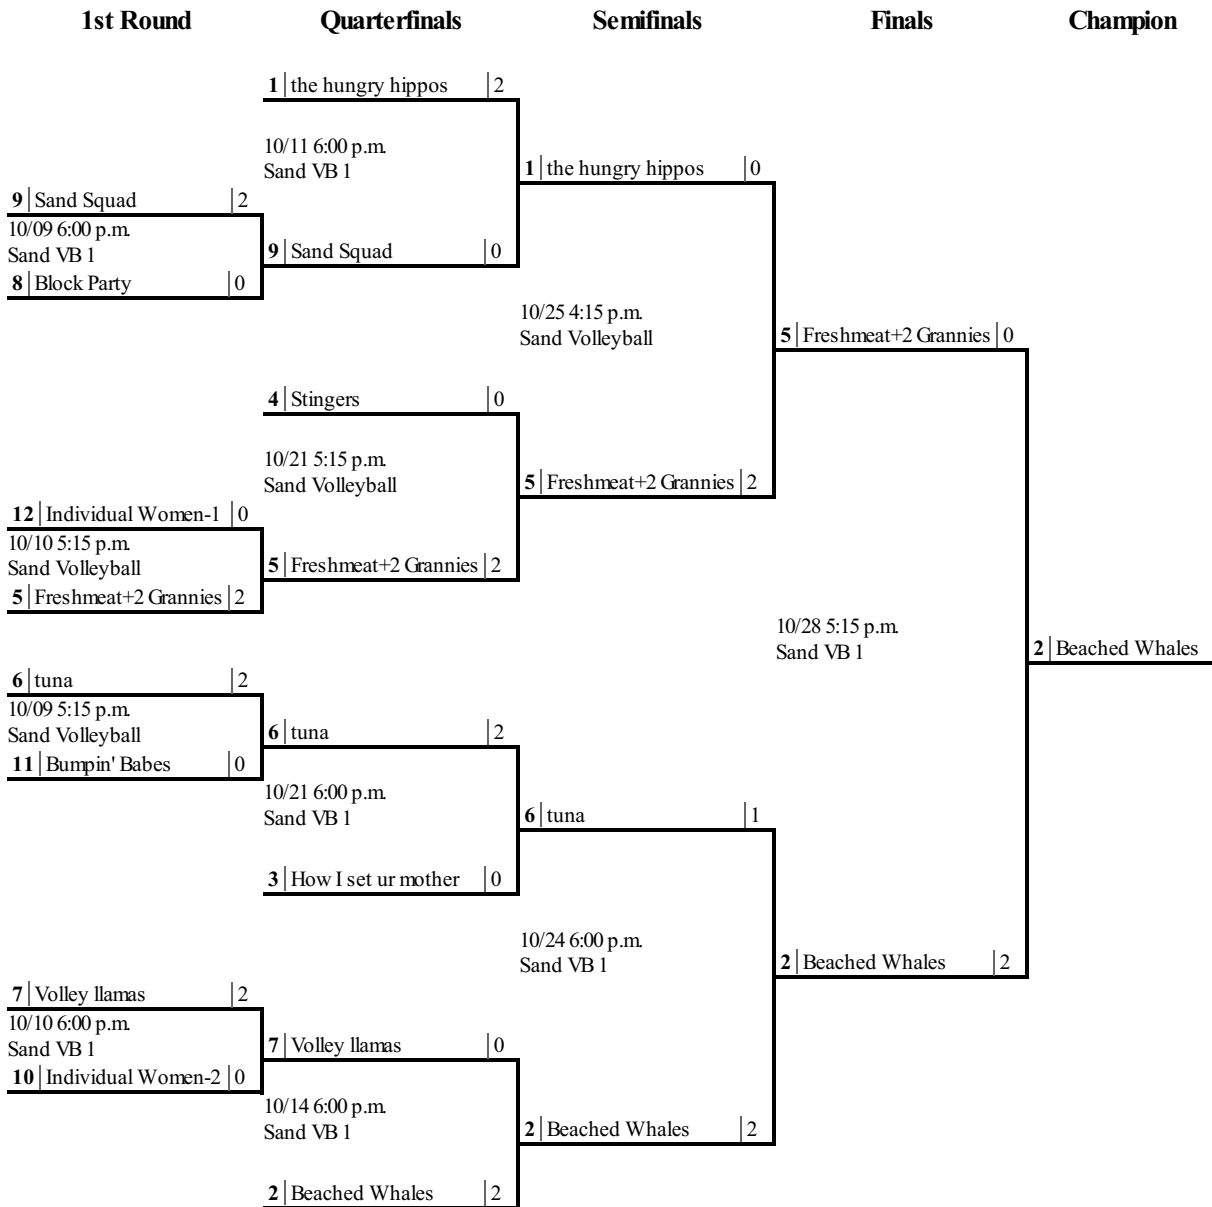 1st Round Quarterfinals Semifinals Finals Champion
1 the hungry hippos 2
10/11 6:00 p.m.
Sand VB 1
9 Sand Squad 0
9 Sand Squad 2
10/09 6:00 p.m.
Sand VB 1
8 Block Party 0
1 the hungry hippos 0
10/25 4:15 p.m.
Sand Volleyball
5 Freshmeat+2 Grannies 2
4 Stingers 0
10/21 5:15 p.m.
Sand Volleyball
5 Freshmeat+2 Grannies 2
12 Individual Women-1 0
10/10 5:15 p.m.
Sand Volleyball
5 Freshmeat+2 Grannies 2
5 Freshmeat+2 Grannies 0
10/28 5:15 p.m.
Sand VB 1
2 Beached Whales 2
2 Beached Whales
6 tuna 2
10/09 5:15 p.m.
Sand Volleyball
11 Bumpin' Babes 0
6 tuna 2
10/21 6:00 p.m.
Sand VB 1
3 How I set ur mother 0
6 tuna 1
10/24 6:00 p.m.
Sand VB 1
2 Beached Whales 2
7 Volley llamas 2
10/10 6:00 p.m.
Sand VB 1
10 Individual Women-2 0
7 Volley llamas 0
10/14 6:00 p.m.
Sand VB 1
2 Beached Whales 2